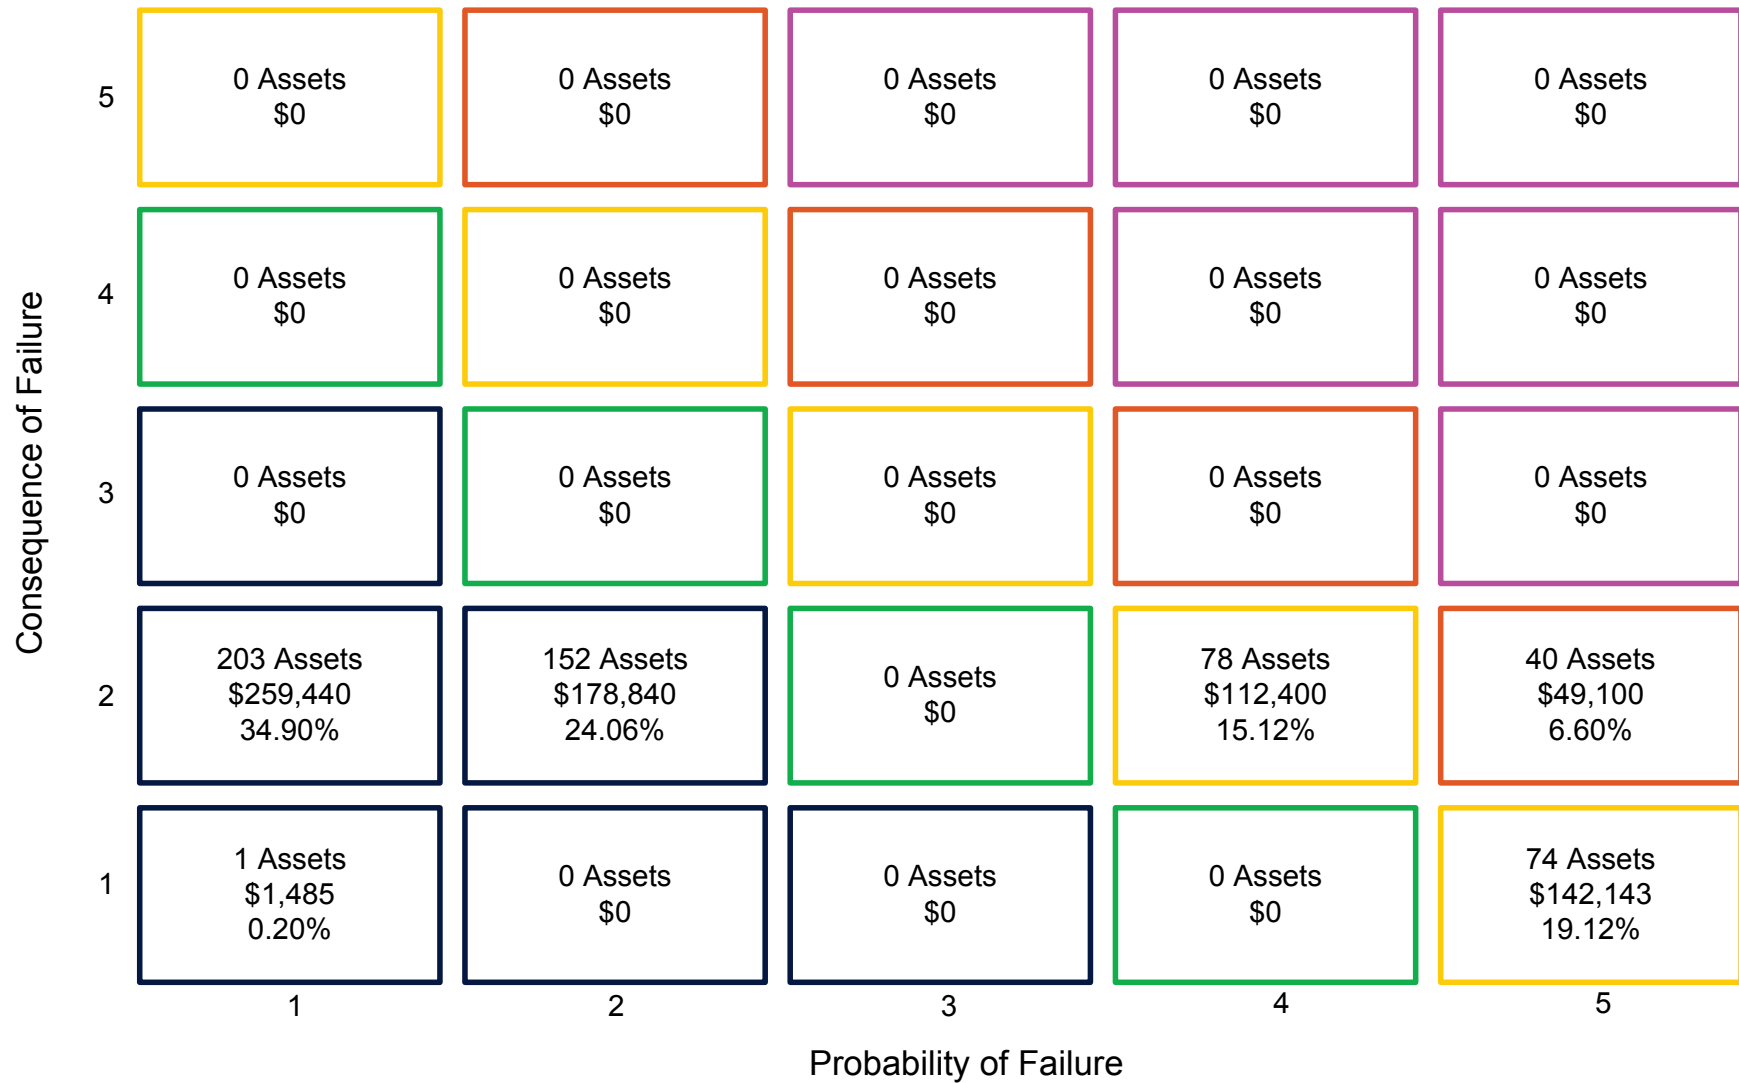 Consequence of Failure
5
0 Assets
$0
0 Assets
$0
0 Assets
$0
0 Assets
$0
0 Assets
$0
4
0 Assets
$0
0 Assets
$0
0 Assets
$0
0 Assets
$0
0 Assets
$0
3
0 Assets
$0
0 Assets
$0
0 Assets
$0
0 Assets
$0
0 Assets
$0
2
203 Assets
$259,440
34.90%
152 Assets
$178,840
24.06%
0 Assets
$0
78 Assets
$112,400
15.12%
40 Assets
$49,100
6.60%
1
1 Assets
$1,485
0.20%
0 Assets
$0
0 Assets
$0
0 Assets
$0
74 Assets
$142,143
19.12%
1
2
3
4
5
Probability of Failure